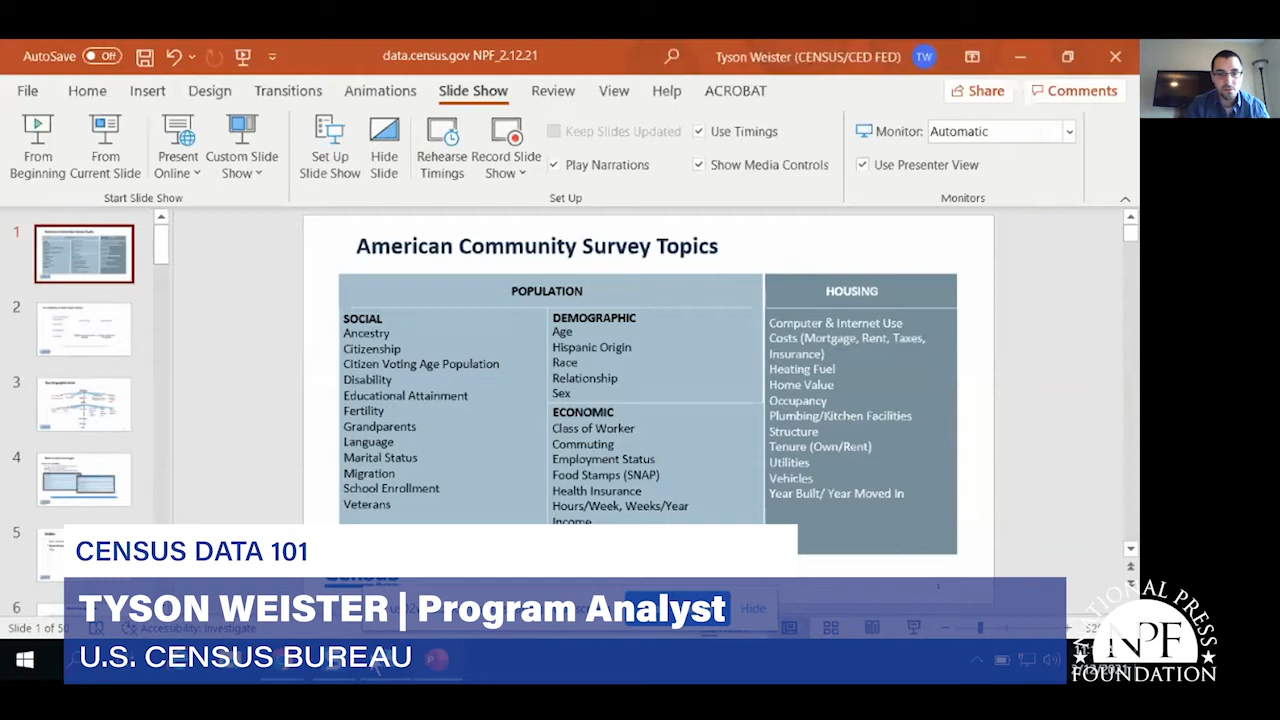 AutoSave Off
data.census.gov NPF_2.12.21
Tyson Weister (CENSUS/CED FED) TW
File Home Insert Design Transitions Animations Slide Show Review View Help ACROBAT Share Comments
From Beginning
From Current Slide
Present Online
Custom Slide Show
Set Up Slide Show
Hide Slide
Rehearse Timings
Record Slide Show
Keep Slides Updated
Play Narrations
Use Timings
Show Media Controls
Monitor: Automatic
Use Presenter View
Start Slide Show
Set Up
Monitors
1
2
3
4
5
6
American Community Survey Topics
POPULATION
SOCIAL
Ancestry
Citizenship
Citizen Voting Age Population
Disability
Educational Attainment
Fertility
Grandparents
Language
Marital Status
Migration
School Enrollment
Veterans
DEMOGRAPHIC
Age
Hispanic Origin
Race
Relationship
Sex
ECONOMIC
Class of Worker
Commuting
Employment Status
Food Stamps (SNAP)
Health Insurance
Hours/Week, Weeks/Year
Income
HOUSING
Computer & Internet Use
Costs (Mortgage, Rent, Taxes,
Insurance)
Heating Fuel
Home Value
Occupancy
Plumbing/Kitchen Facilities
Structure
Tenure (Own/Rent)
Utilities
Vehicles
Year Built/ Year Moved In
CENSUS DATA 101
TYSON WEISTER | Program Analyst
U.S. CENSUS BUREAU
Hide
Slide 1 of 50
Accessibility: Investigate
NATIONAL PRESS
NPF
FOUNDATION